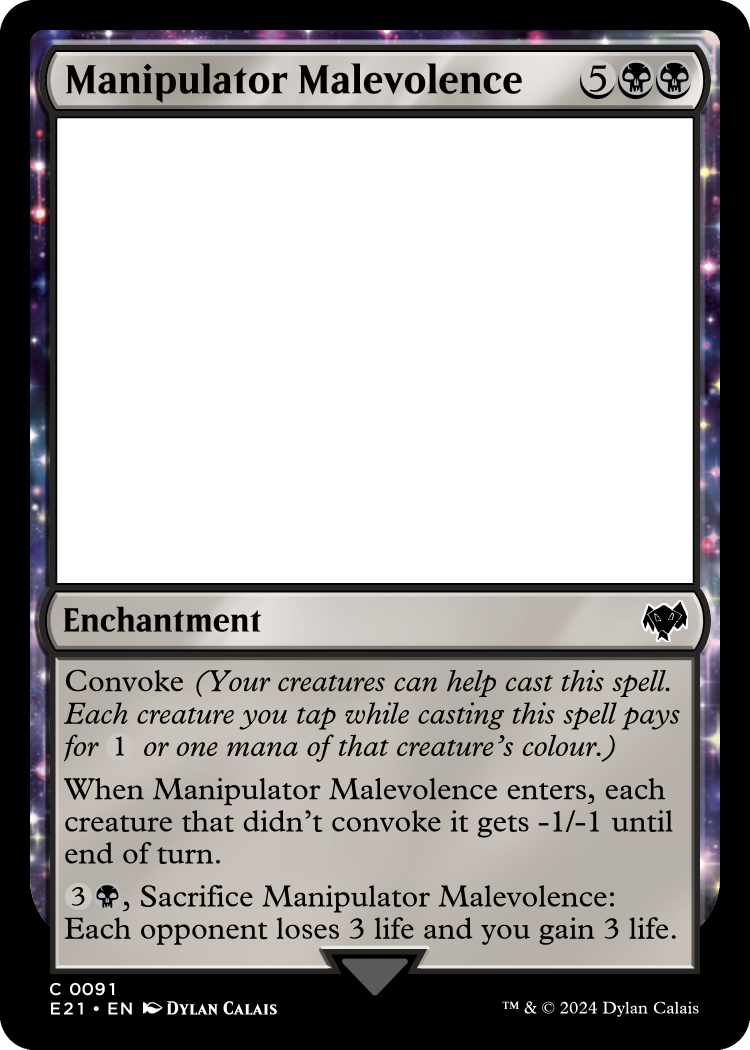 Manipulator Malevolence 5
Enchantment
Convoke (Your creatures can help cast this spell.
Each creature you tap while casting this spell pays
for 1 or one mana of that creature's colour.)
When Manipulator Malevolence enters, each
creature that didn't convoke it gets -1/-1 until
end of turn.
3, Sacrifice Manipulator Malevolence:
Each opponent loses 3 life and you gain 3 life.
C 0091
E21 • EN Dylan Calais
™ & © 2024 Dylan Calais